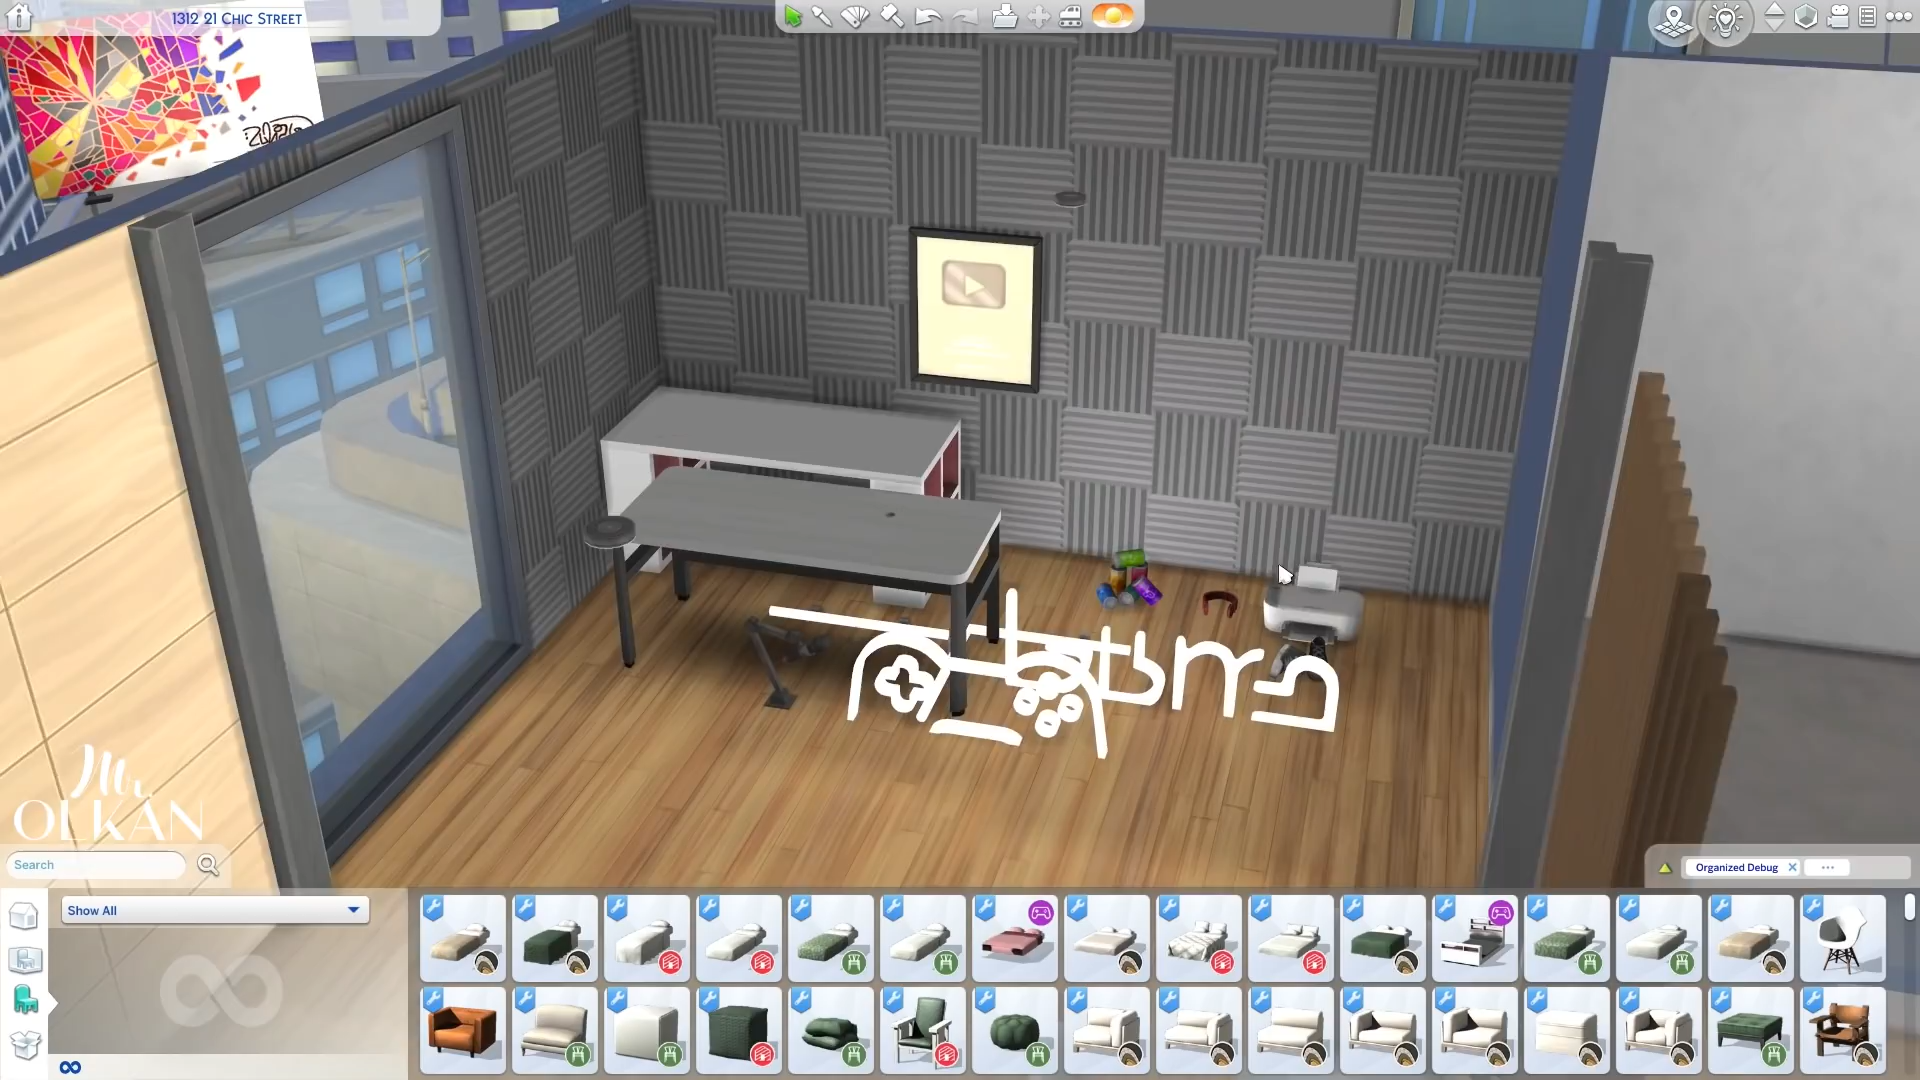 1312 21 Chic Street
Mr.
OLKAN
Search
Organized Debug
Show All